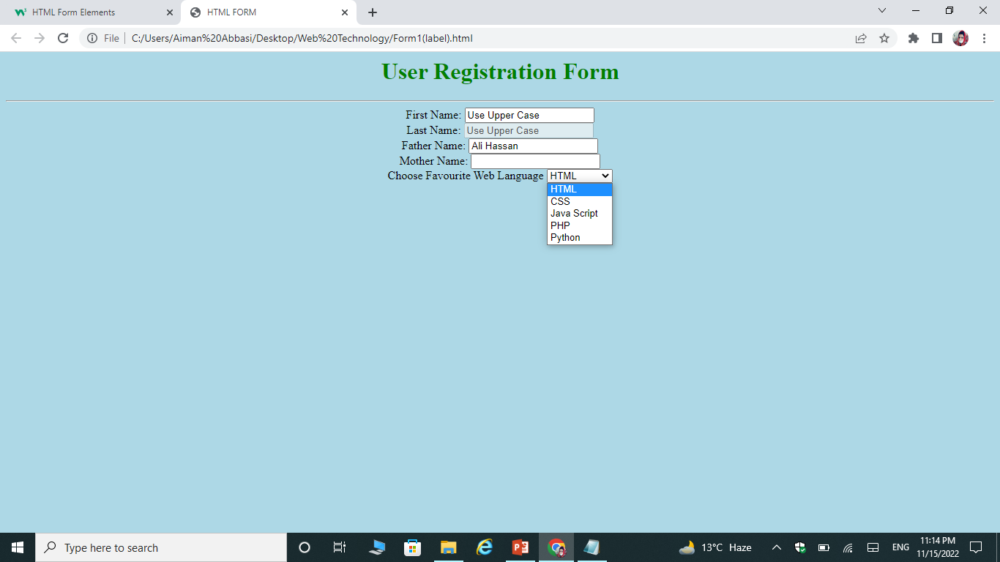 HTML Form Elements
HTML FORM
File
C:/Users/Aiman%20Abbasi/Desktop/Web%20Technology/Form1(label).html
User Registration Form
First Name: Use Upper Case
Last Name: Use Upper Case
Father Name: Ali Hassan
Mother Name:
Choose Favourite Web Language HTML
HTML
CSS
Java Script
PHP
Python
Type here to search
13°C Haze
ENG
11:14 PM
11/15/2022